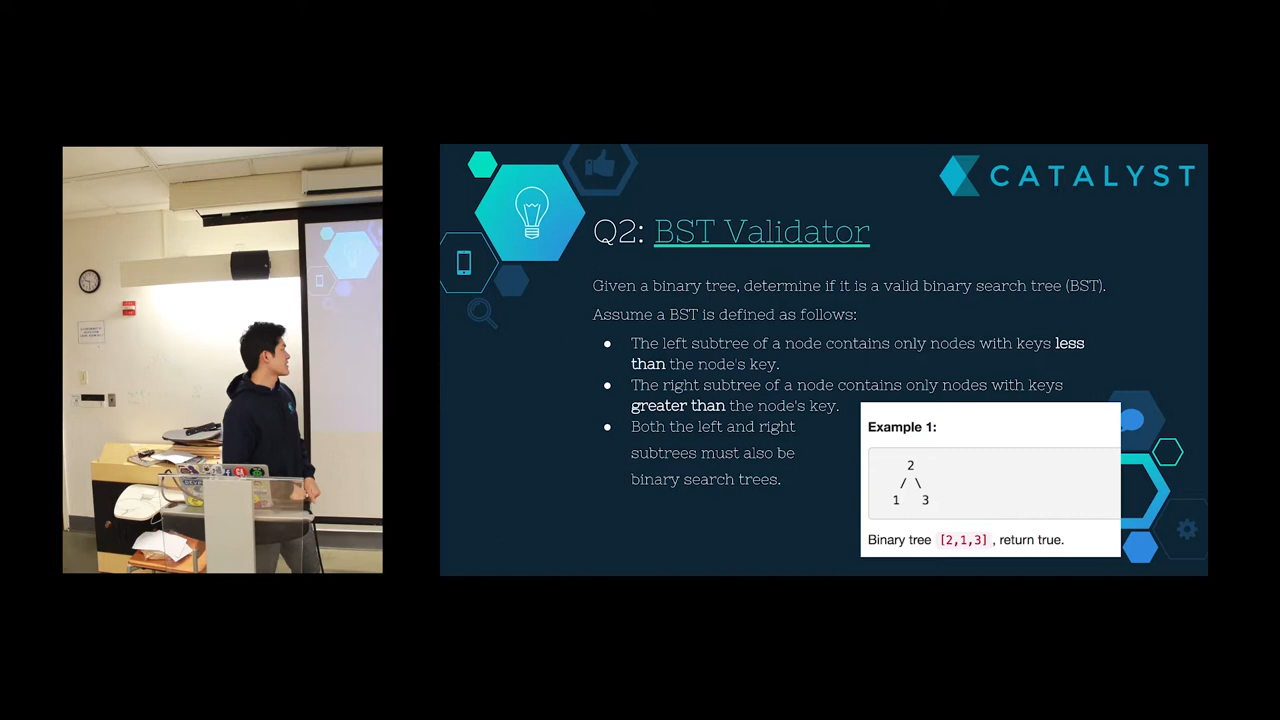 CATALYST
Q2: BST Validator
Given a binary tree, determine if it is a valid binary search tree (BST).
Assume a BST is defined as follows:
● The left subtree of a node contains only nodes with keys less
than the node's key.
● The right subtree of a node contains only nodes with keys
greater than the node's key.
● Both the left and right
subtrees must also be
binary search trees.
Example 1:
2
/ \
1 3
Binary tree [2,1,3], return true.